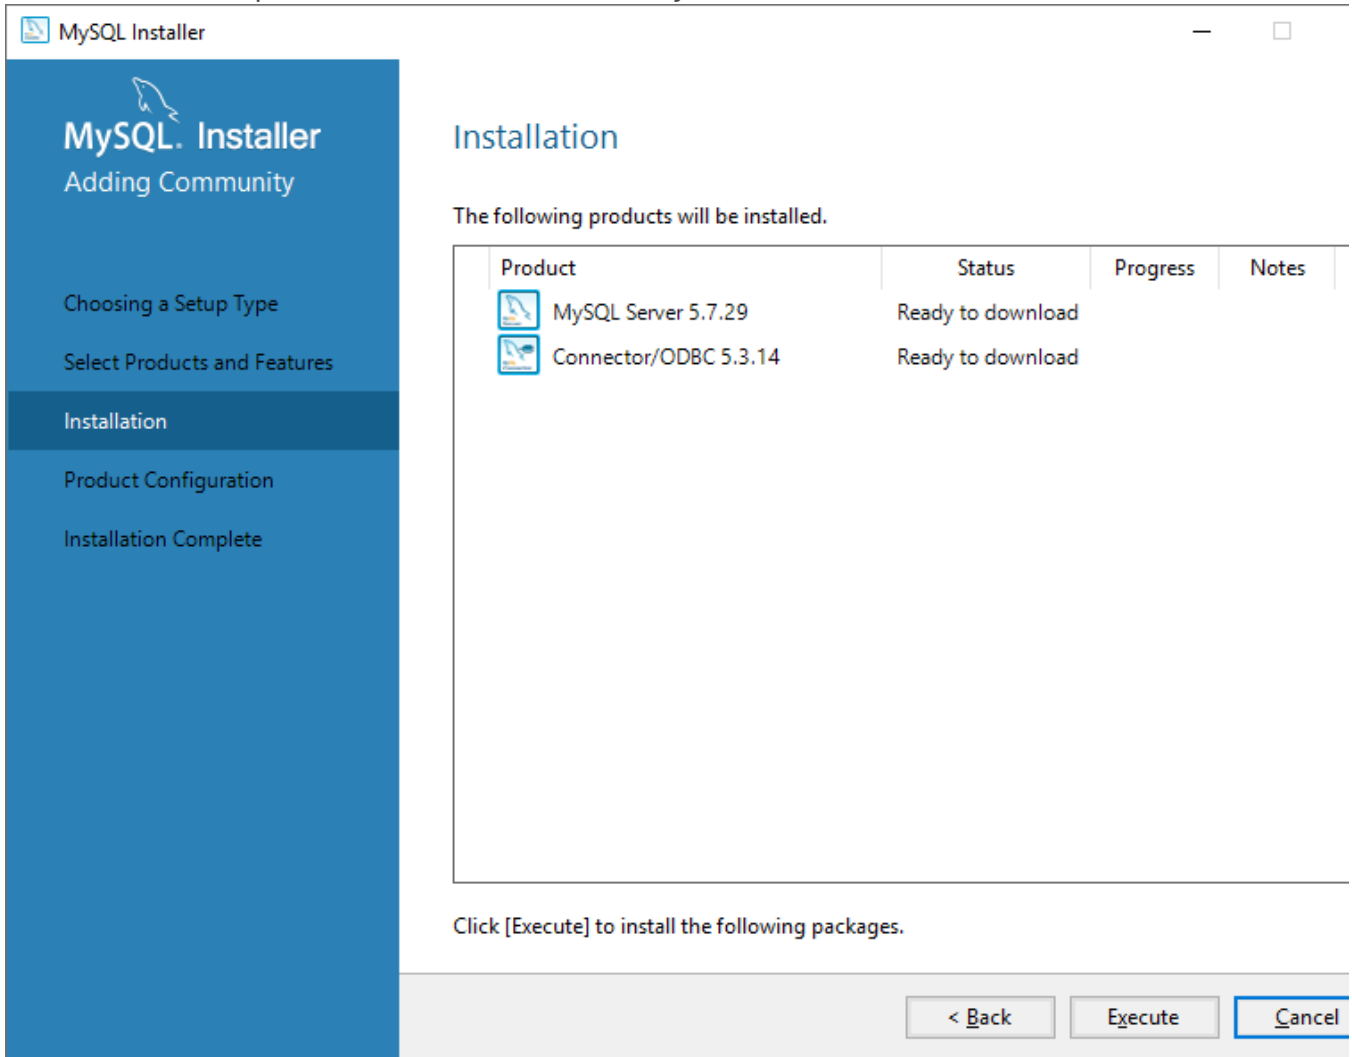 MySQL Installer
MySQL. Installer
Adding Community
Choosing a Setup Type
Select Products and Features
Installation
Product Configuration
Installation Complete
Installation
The following products will be installed.
Product Status Progress Notes
MySQL Server 5.7.29 Ready to download
Connector/ODBC 5.3.14 Ready to download
Click [Execute] to install the following packages.
< Back Execute Cancel